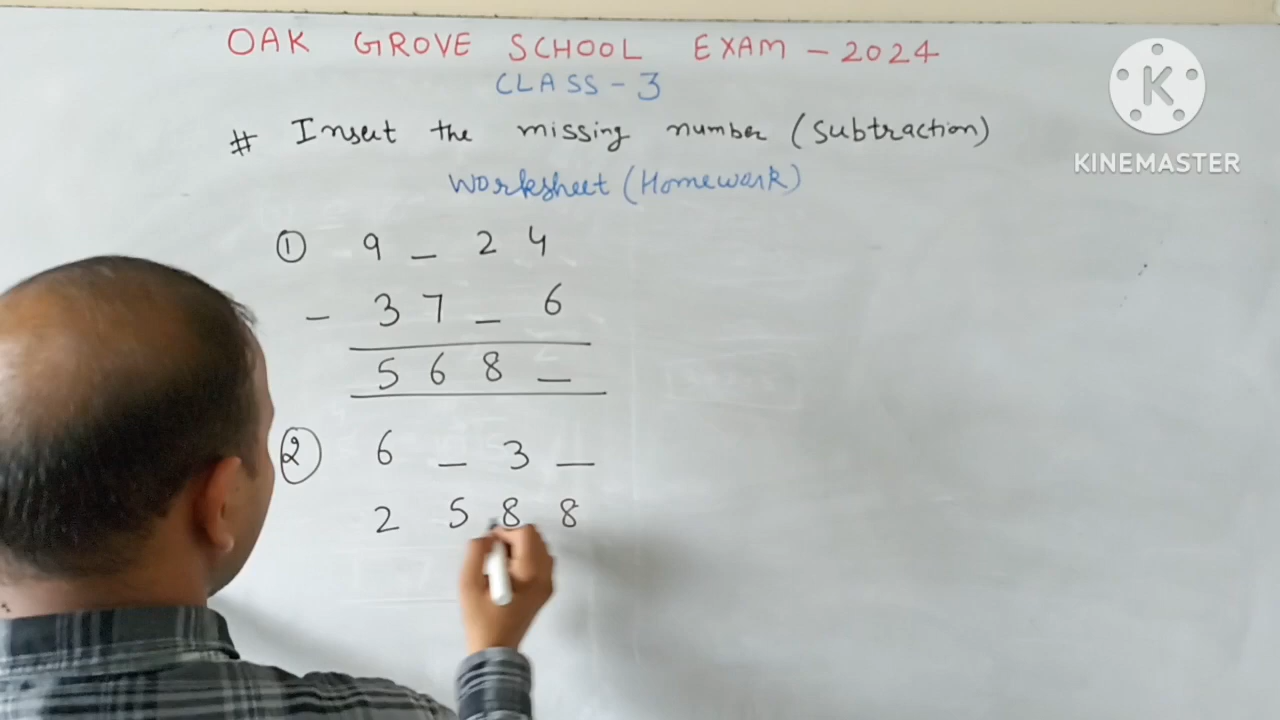 OAK GROVE SCHOOL EXAM - 2024
CLASS - 3
# Insert the missing number (Subtraction)
Worksheet (Homework)
① 9 _ 2 4
- 3 7 _ 6
5 6 8 _
② 6 _ 3 _
2 5 8 8
K
KINEMASTER